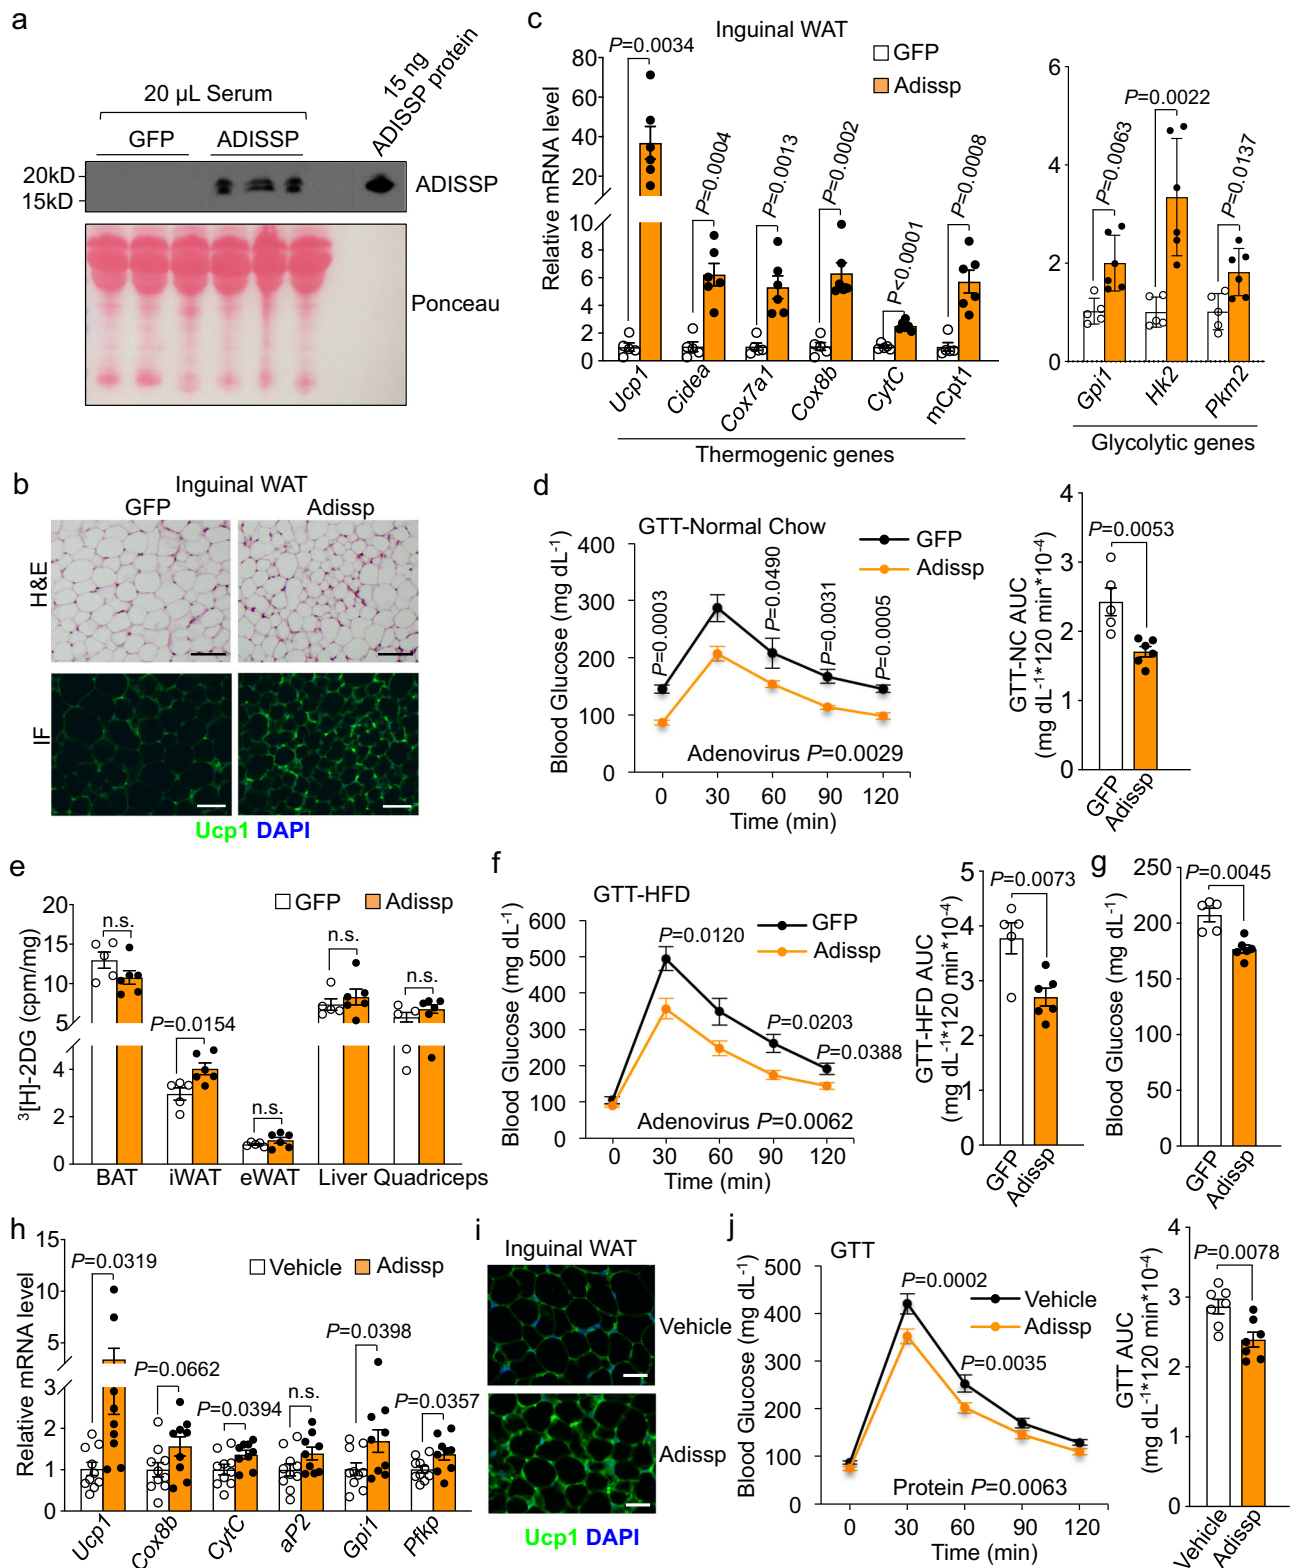 a
20 µL Serum
GFP ADISSP
15 ng
ADISSP protein
20kD
15kD
ADISSP
Ponceau
b
Inguinal WAT
GFP Adissp
H&E
IF
Ucp1 DAPI
c
Inguinal WAT
GFP
Adissp
Relative mRNA level
80
60
40
20
10
8
6
4
2
0
P=0.0034
P=0.0004
P=0.0013
P=0.0002
P<0.0001
P=0.0008
Ucp1 Cidea Cox7a1 Cox8b CytC mCpt1
Thermogenic genes
6
4
2
0
P=0.0063
P=0.0022
P=0.0137
Gpi1 Hk2 Pkm2
Glycolytic genes
d
GTT-Normal Chow
GFP
Adissp
Blood Glucose (mg dL-1)
400
300
200
100
0
P=0.0003
P=0.0490
P=0.0031
P=0.0005
Adenovirus P=0.0029
0 30 60 90 120
Time (min)
GTT-NC AUC
(mg dL-1*120 min*10-4)
4
3
2
1
0
P=0.0053
GFP Adissp
e
GFP Adissp
3[H]-2DG (cpm/mg)
20
15
10
5
4
2
0
n.s.
P=0.0154
n.s.
n.s.
n.s.
BAT iWAT eWAT Liver Quadriceps
f
GTT-HFD
GFP
Adissp
Blood Glucose (mg dL-1)
600
500
400
300
200
100
0
P=0.0120
P=0.0203
P=0.0388
Adenovirus P=0.0062
0 30 60 90 120
Time (min)
GTT-HFD AUC
(mg dL-1*120 min*10-4)
5
4
3
2
1
0
P=0.0073
GFP Adissp
g
Blood Glucose (mg dL-1)
250
200
150
100
50
0
P=0.0045
GFP Adissp
h
Vehicle Adissp
Relative mRNA level
15
10
5
3
2
1
0
P=0.0319
P=0.0662
P=0.0394
n.s.
P=0.0398
P=0.0357
Ucp1 Cox8b CytC aP2 Gpi1 Pfkp
i
Inguinal WAT
Vehicle
Adissp
Ucp1 DAPI
j
GTT
Vehicle
Adissp
Blood Glucose (mg dL-1)
500
400
300
200
100
0
P=0.0002
P=0.0035
Protein P=0.0063
0 30 60 90 120
Time (min)
GTT AUC
(mg dL-1*120 min*10-4)
4
3
2
1
0
P=0.0078
Vehicle Adissp